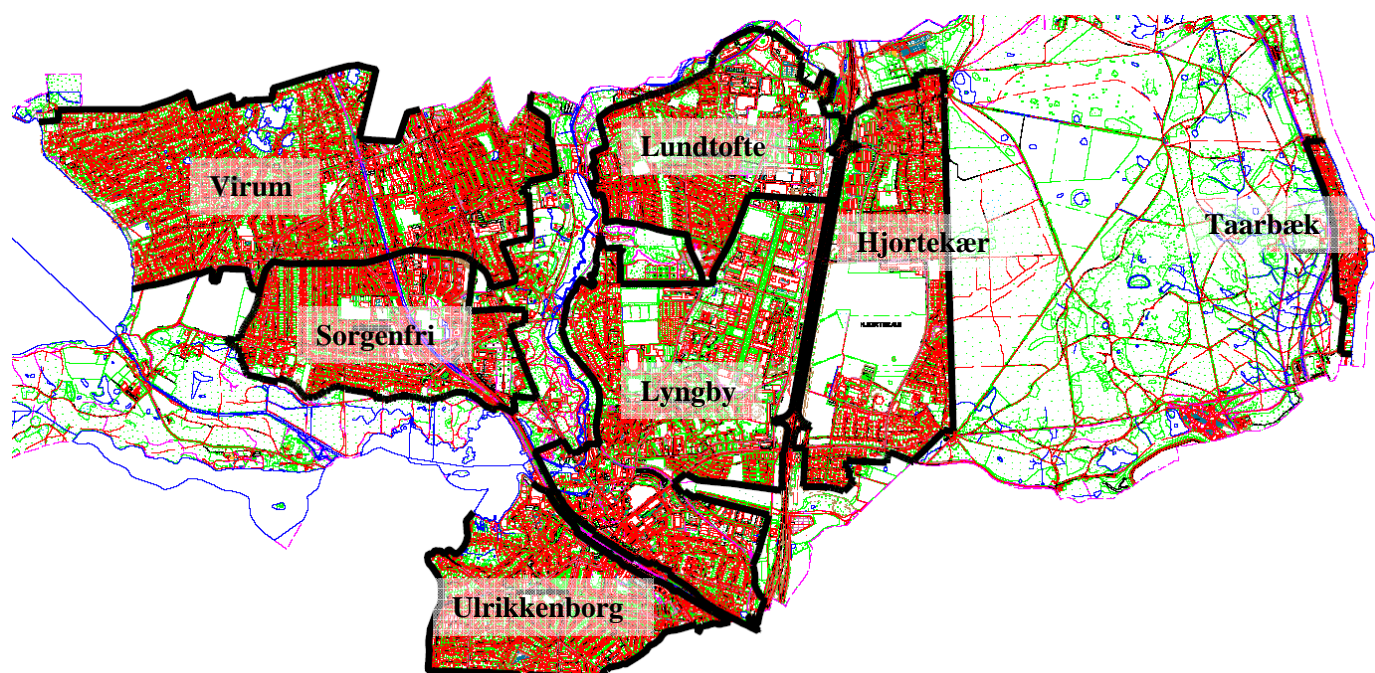 Lundtofte
Virum
Taarbæk
Hjortekær
Sorgenfri
Lyngby
Ulrikkenborg